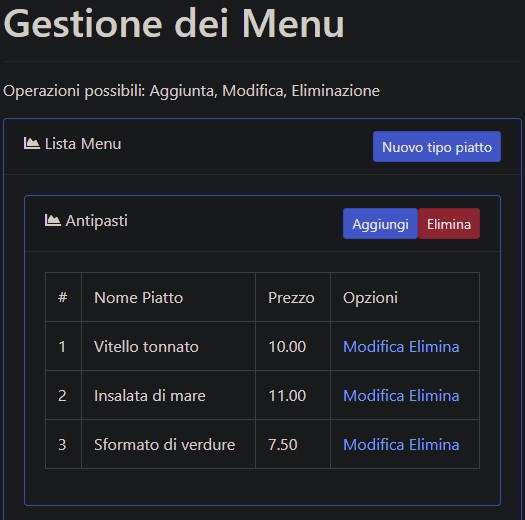 Gestione dei Menu
Operazioni possibili: Aggiunta, Modifica, Eliminazione
Lista Menu Nuovo tipo piatto
Antipasti Aggiungi Elimina
# Nome Piatto Prezzo Opzioni
1 Vitello tonnato 10.00 Modifica Elimina
2 Insalata di mare 11.00 Modifica Elimina
3 Sformato di verdure 7.50 Modifica Elimina